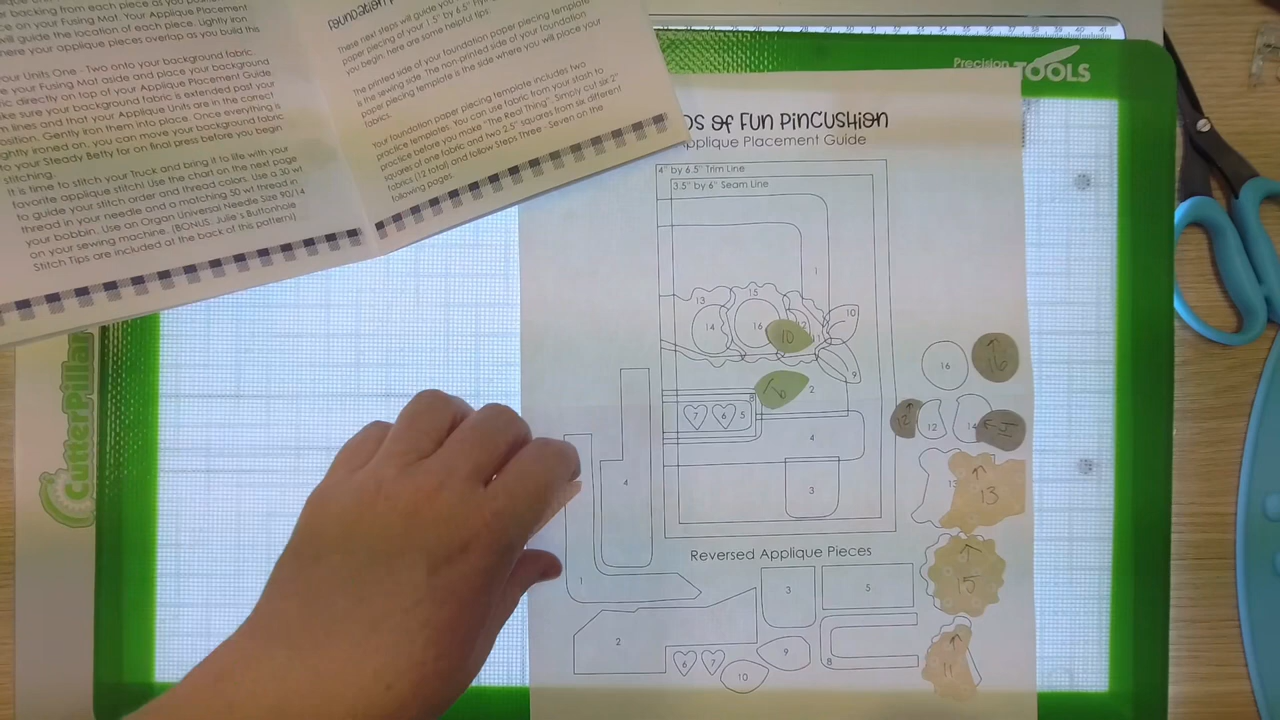 backing from each piece as you
on your Fusing Mat. Your Applique Placement
will guide the location of each piece. Lightly iron
where your applique pieces overlap as you build this
your Units One - Two onto your background fabric
your Fusing Mat aside and place your background
directly on top of your Applique Placement Guide.
sure your background fabric is extended past your
lines and that your Applique Units are in the correct
position. Gently iron them into place. Once everything is
ironed on, you can move your background fabric
to your Steady Betty for on final press before you begin
stitching.
It is time to stitch your Truck and bring it to life with your
favorite applique stitch! Use the chart on the next page
to guide your stitch order and thread colors. Use a 30 wt
thread in your needle and a matching 50 wt thread in
your bobbin. Use an Organ Universal Needle Size 90/14
on your sewing machine. (BONUS: Julie's Buttonhole
Stitch Tips are included at the back of this pattern!)
Foundation
These next steps will guide you
paper piecing of your 1.5" by 6.5"
you begin, here are some helpful tips:
The printed side of your foundation paper piecing template
is the sewing side. The non-printed side of your foundation
paper piecing template is the side where you will place your
fabrics.
Your foundation paper piecing template includes two
practice templates. You can use fabric from your stash to
practice before you make "The Real Thing". Simply cut six 2"
squares of one fabric and two 2.5" squares from six different
fabrics (12 total) and follow Steps Three - Seven on the
following pages.
Precision
TOOLS
CutterPillar
OF FUN PINCUSHION
Applique Placement Guide
4" by 6.5" Trim Line
3.5" by 6" Seam Line
1
13
15
10
14
16
10
12
9
2
7
6
5
8
4
3
16
16
12
12
14
13
13
15
11
4
1
2
Reversed Applique Pieces
3
5
6
7
9
8
10